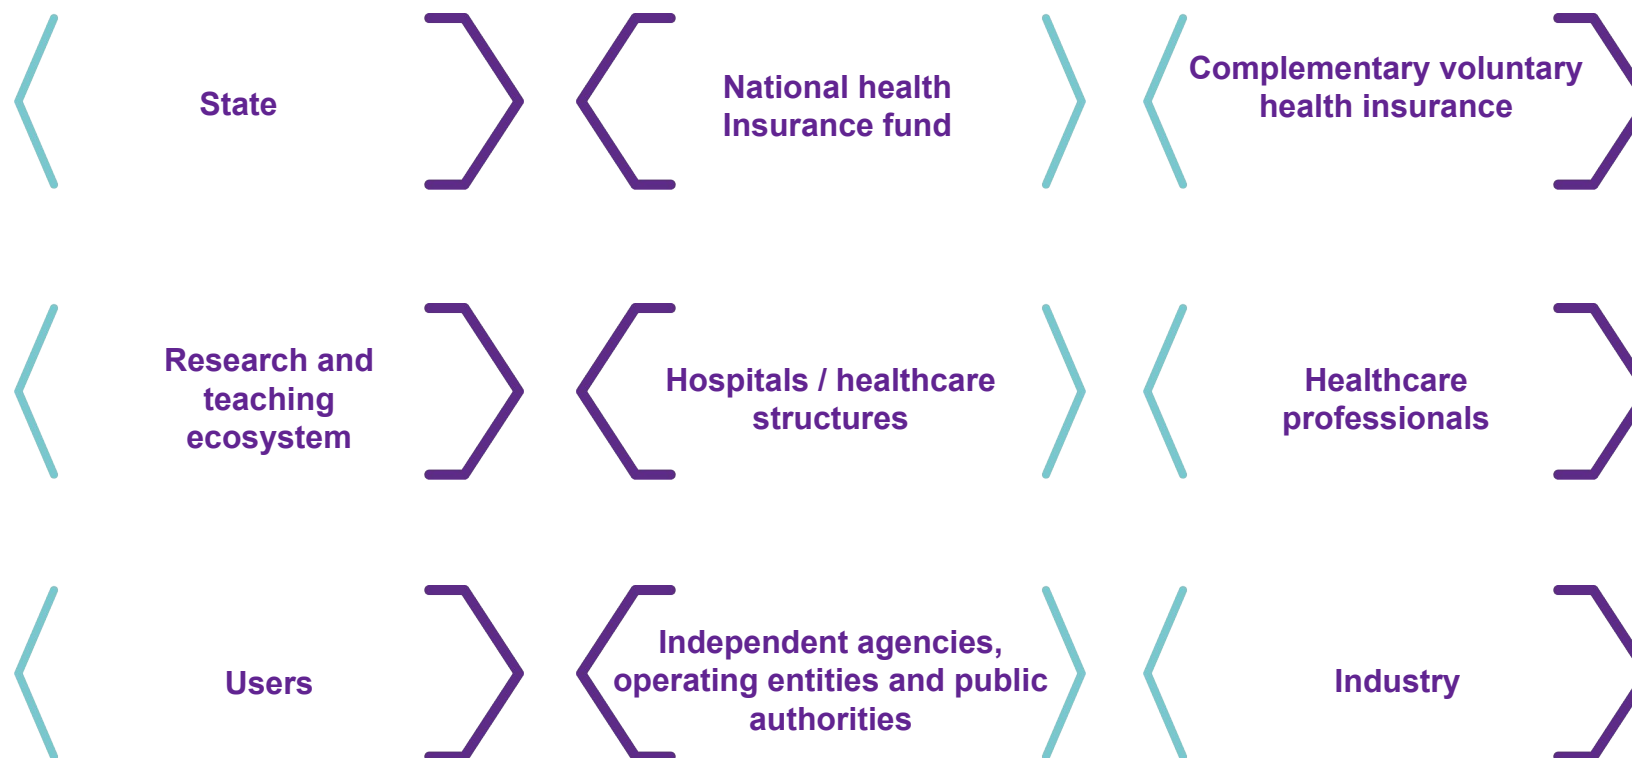 State
National health
Insurance fund
Complementary voluntary
health insurance
Research and
teaching
ecosystem
Hospitals / healthcare
structures
Healthcare
professionals
Users
Independent agencies,
operating entities and public
authorities
Industry